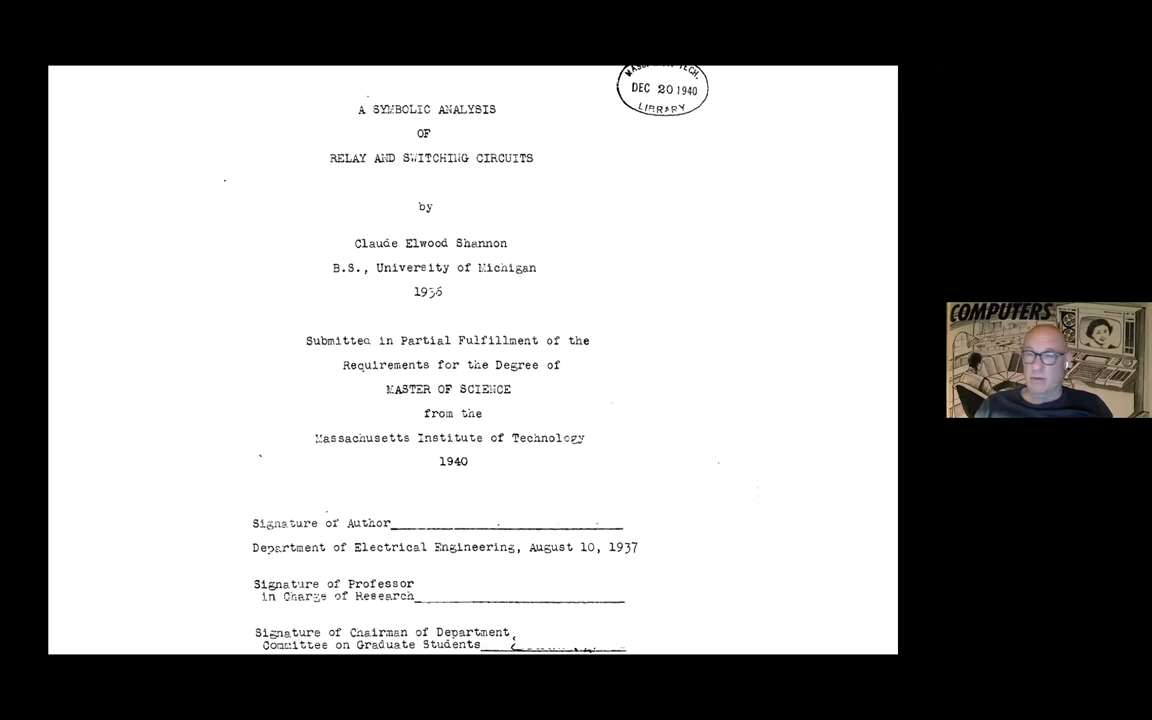 A SYMBOLIC ANALYSIS
OF
RELAY AND SWITCHING CIRCUITS
by
Claude Elwood Shannon
B.S., University of Michigan
1936
Submitted in Partial Fulfillment of the
Requirements for the Degree of
MASTER OF SCIENCE
from the
Massachusetts Institute of Technology
1940
Signature of Author
Department of Electrical Engineering, August 10, 1937
Signature of Professor
in Charge of Research
Signature of Chairman of Department
Committee on Graduate Students
TECH.
DEC 20 1940
LIBRARY
COMPUTERS